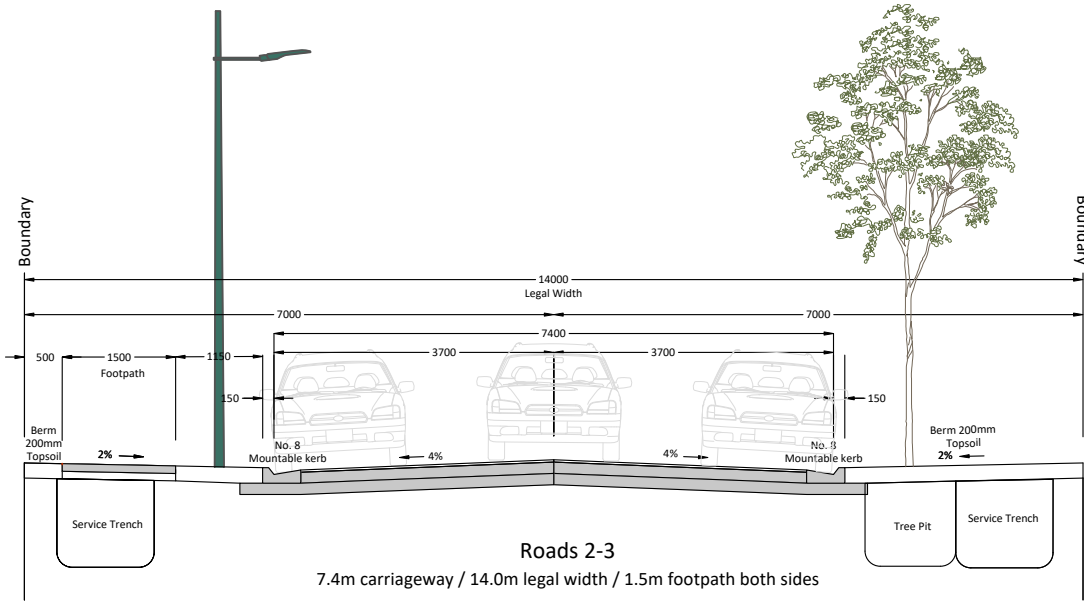 Boundary
Boundary
14000
Legal Width
7000
7000
7400
500
1500
1150
3700
3700
Footpath
150
150
Berm
200mm
Topsoil
2%
No. 8
Mountable kerb
4%
4%
No. 8
Mountable kerb
Berm 200mm
Topsoil
2%
Service Trench
Tree Pit
Service Trench
Roads 2-3
7.4m carriageway / 14.0m legal width / 1.5m footpath both sides